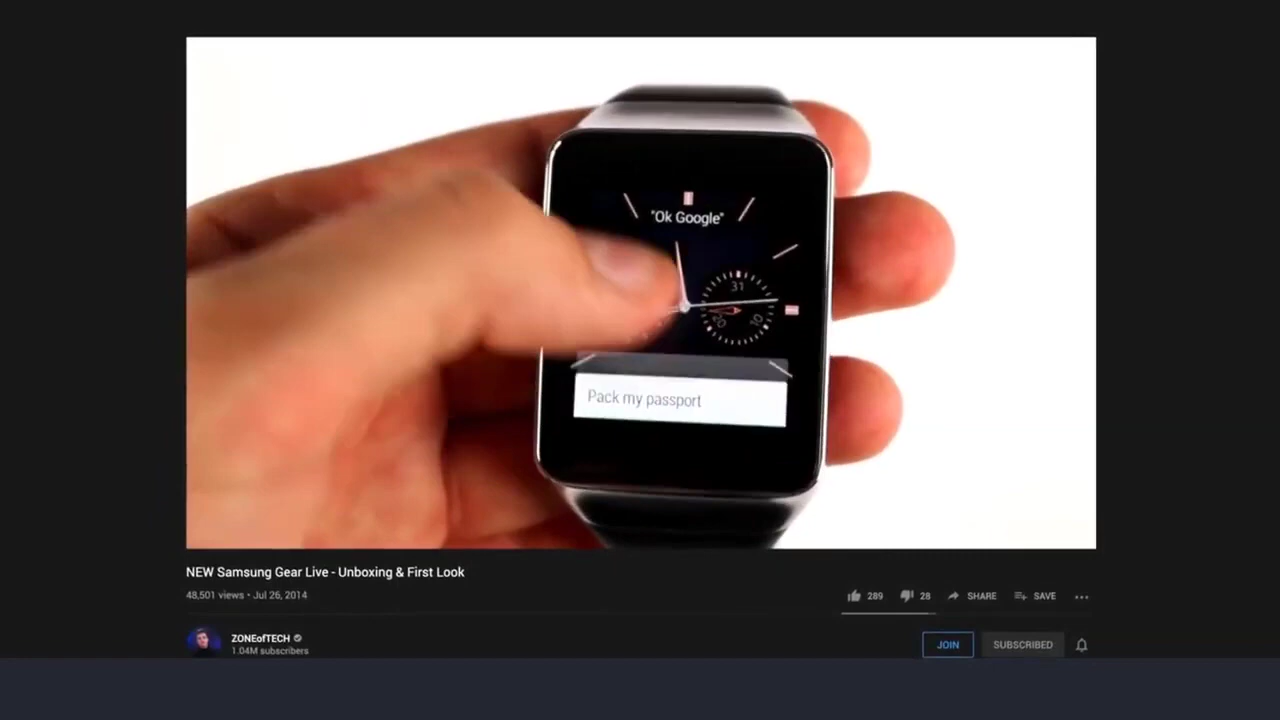 "Ok Google"
31
20
10
Pack my passport
NEW Samsung Gear Live - Unboxing & First Look
48,501 views • Jul 26, 2014
289
28
SHARE
SAVE
ZONEofTECH
1.04M subscribers
JOIN
SUBSCRIBED